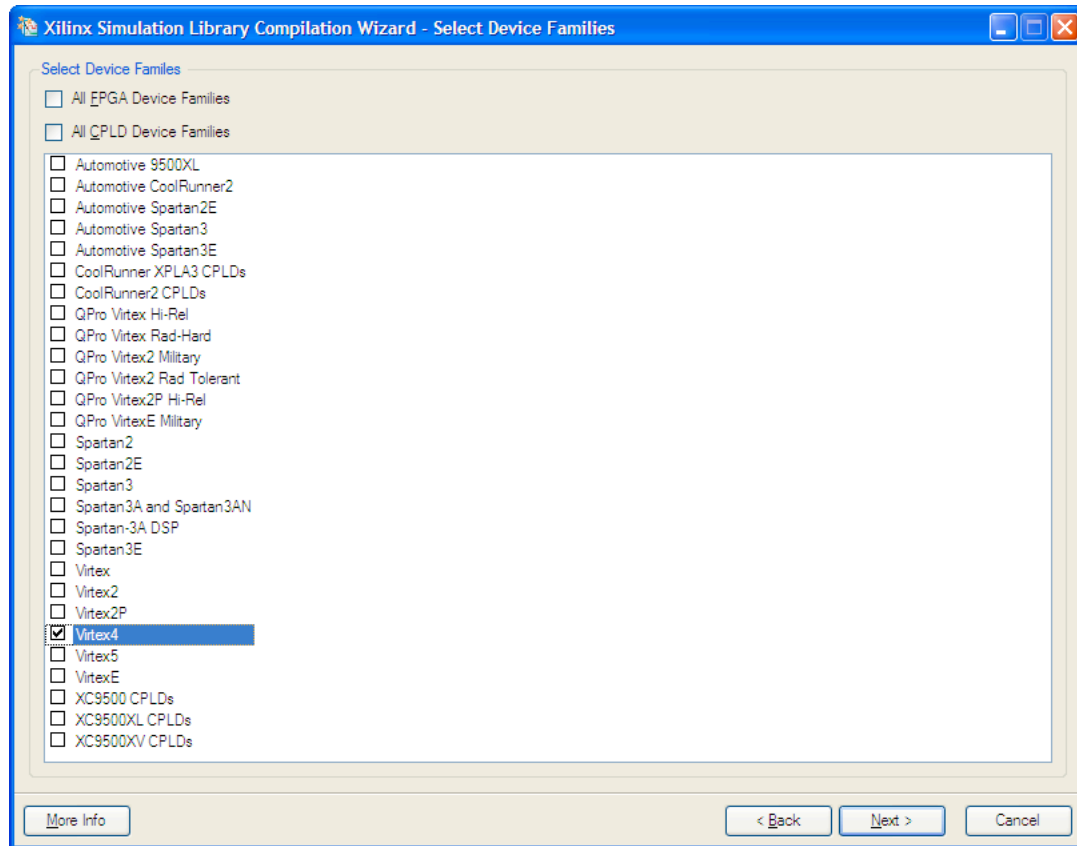 Xilinx Simulation Library Compilation Wizard - Select Device Families
Select Device Familes
All FPGA Device Families
All CPLD Device Families
Automotive 9500XL
Automotive CoolRunner2
Automotive Spartan2E
Automotive Spartan3
Automotive Spartan3E
CoolRunner XPLA3 CPLDs
CoolRunner2 CPLDs
QPro Virtex Hi-Rel
QPro Virtex Rad-Hard
QPro Virtex2 Military
QPro Virtex2 Rad Tolerant
QPro Virtex2P Hi-Rel
QPro VirtexE Military
Spartan2
Spartan2E
Spartan3
Spartan3A and Spartan3AN
Spartan-3A DSP
Spartan3E
Virtex
Virtex2
Virtex2P
Virtex4
Virtex5
VirtexE
XC9500 CPLDs
XC9500XL CPLDs
XC9500XV CPLDs
More Info
< Back
Next >
Cancel